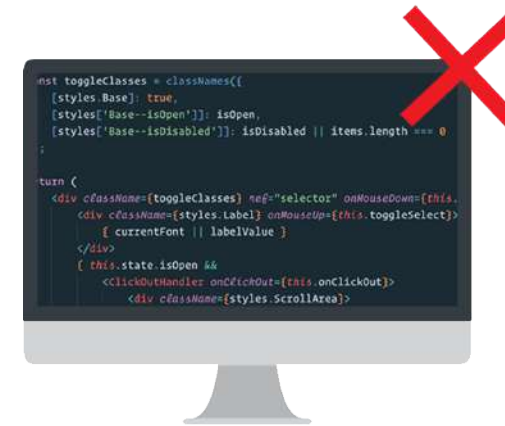 nst toggleClasses = classNames({
[styles.Base]: true,
[styles['Base--isOpen']]: isOpen,
[styles['Base--isDisabled']]: isDisabled || items.length === 0
;
turn (
<div className={toggleClasses} ref="selector" onMouseDown={this.
<div className={styles.Label} onMouseUp={this.toggleSelect}>
{ currentFont || labelValue }
</div>
{ this.state.isOpen &&
<ClickOutHandler onClickOut={this.onClickOut}>
<div className={styles.ScrollArea}>